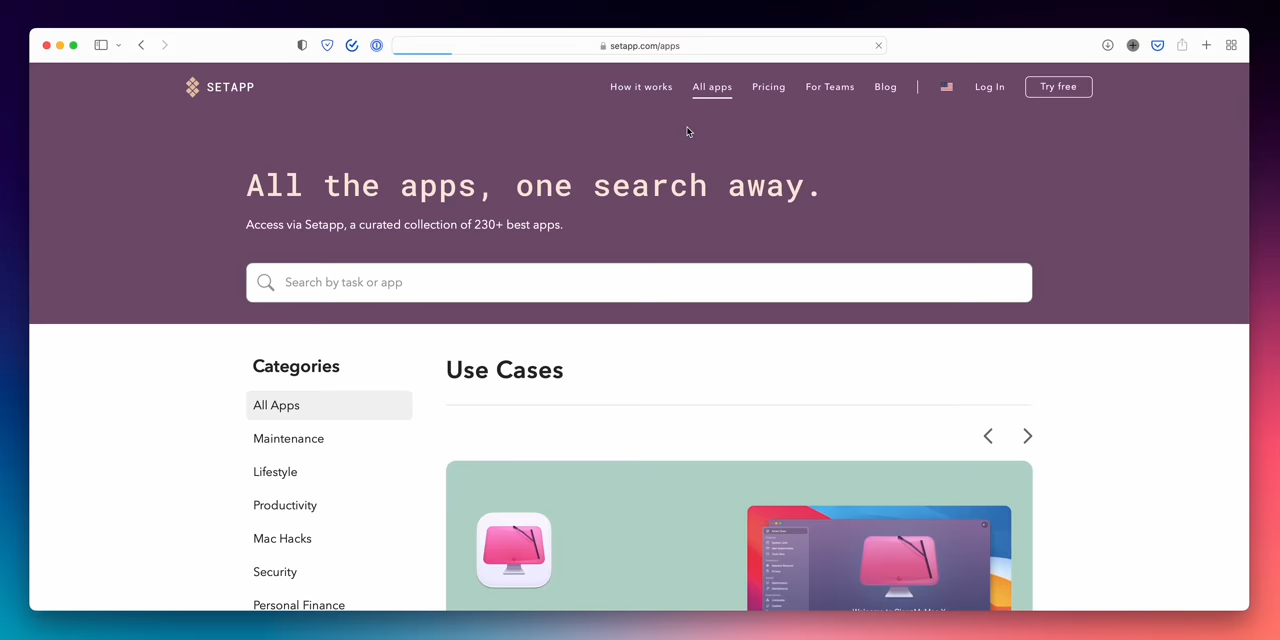 setapp.com/apps
SETAPP
How it works
All apps
Pricing
For Teams
Blog
Log In
Try free
All the apps, one search away.
Access via Setapp, a curated collection of 230+ best apps.
Search by task or app
Categories
All Apps
Maintenance
Lifestyle
Productivity
Mac Hacks
Security
Personal Finance
Use Cases